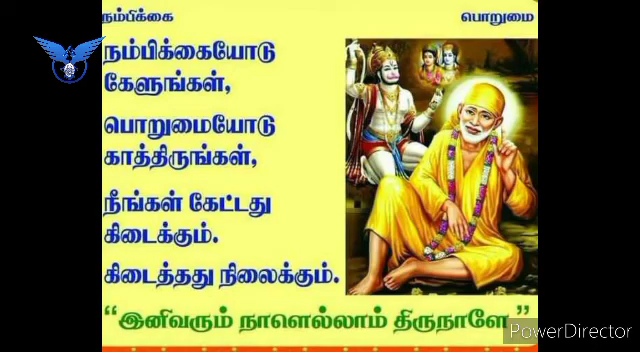 நம்பிக்கை
பொறுமை
நம்பிக்கையோடு
கேளுங்கள்,
பொறுமையோடு
காத்திருங்கள்,
நீங்கள் கேட்டது
கிடைக்கும்.
கிடைத்தது நிலைக்கும்.
“இனிவரும் நாளெல்லாம் திருநாளே.”
PowerDirector